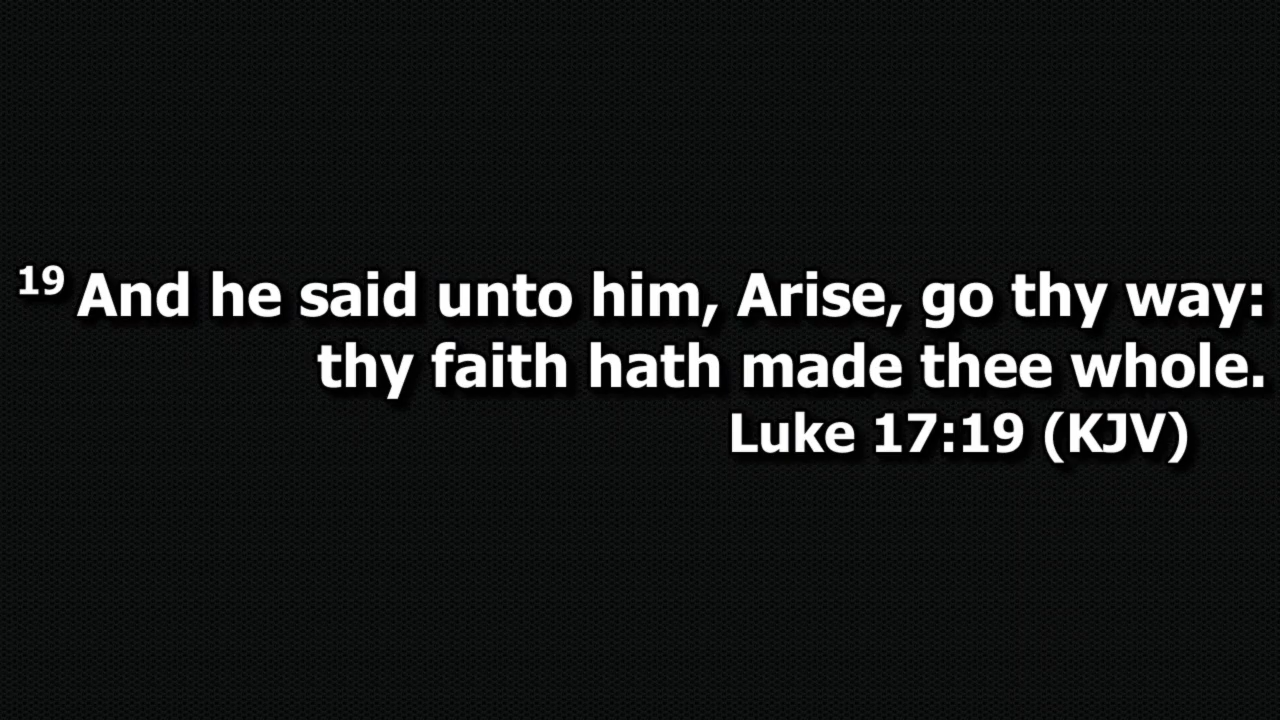 19 And he said unto him, Arise, go thy way:
thy faith hath made thee whole.
Luke 17:19 (KJV)